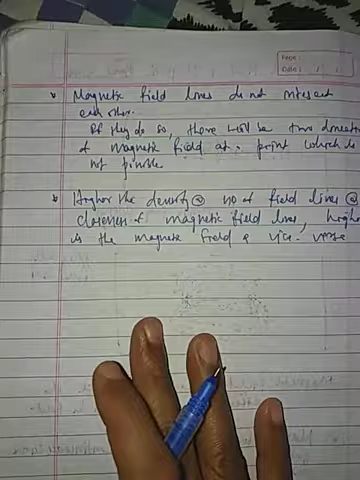 Page:
Date:
Magnetic field lines do not intersect
each other.
If they do so, there will be two direction
of magnetic field at a point which is
not possible
Higher the density @ no of field lines @
closeness of magnetic field lines, higher
is the magnetic field & vice-versa